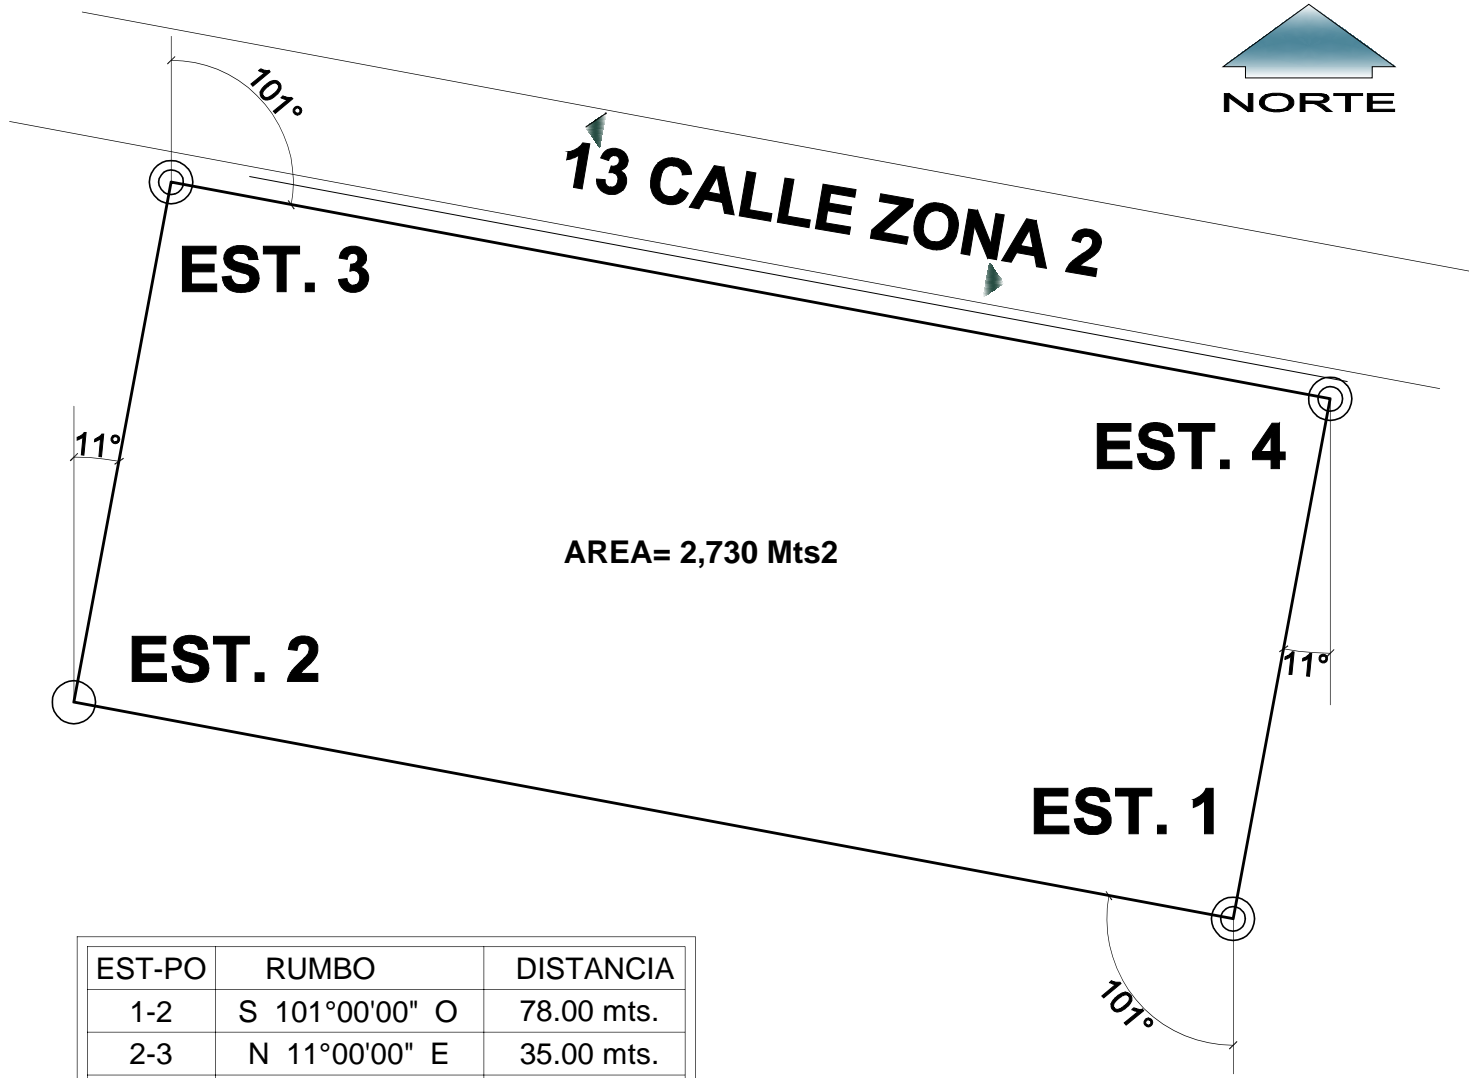 NORTE
101°
13 CALLE ZONA 2
EST. 3
11°
EST. 4
AREA= 2,730 Mts2
EST. 2
11°
EST. 1
101°
EST-PO RUMBO DISTANCIA
1-2 S 101°00'00" O 78.00 mts.
2-3 N 11°00'00" E 35.00 mts.